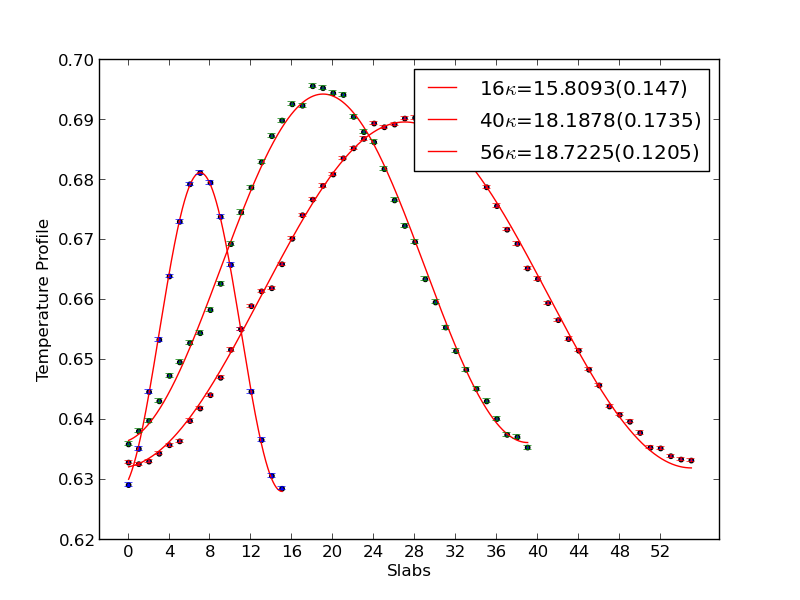 0.70
0.69
0.68
0.67
0.66
0.65
0.64
0.63
0.62
Temperature Profile
16κ=15.8093(0.147)
40κ=18.1878(0.1735)
56κ=18.7225(0.1205)
0 4 8 12 16 20 24 28 32 36 40 44 48 52
Slabs